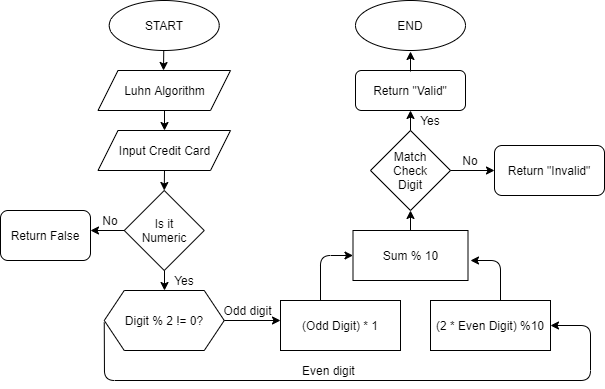 START
Luhn Algorithm
Input Credit Card
Is it
Numeric
No
Return False
Yes
Digit % 2 != 0?
Odd digit
(Odd Digit) * 1
Even digit
(2 * Even Digit) %10
Sum % 10
Match
Check
Digit
No
Return "Invalid"
Yes
Return "Valid"
END